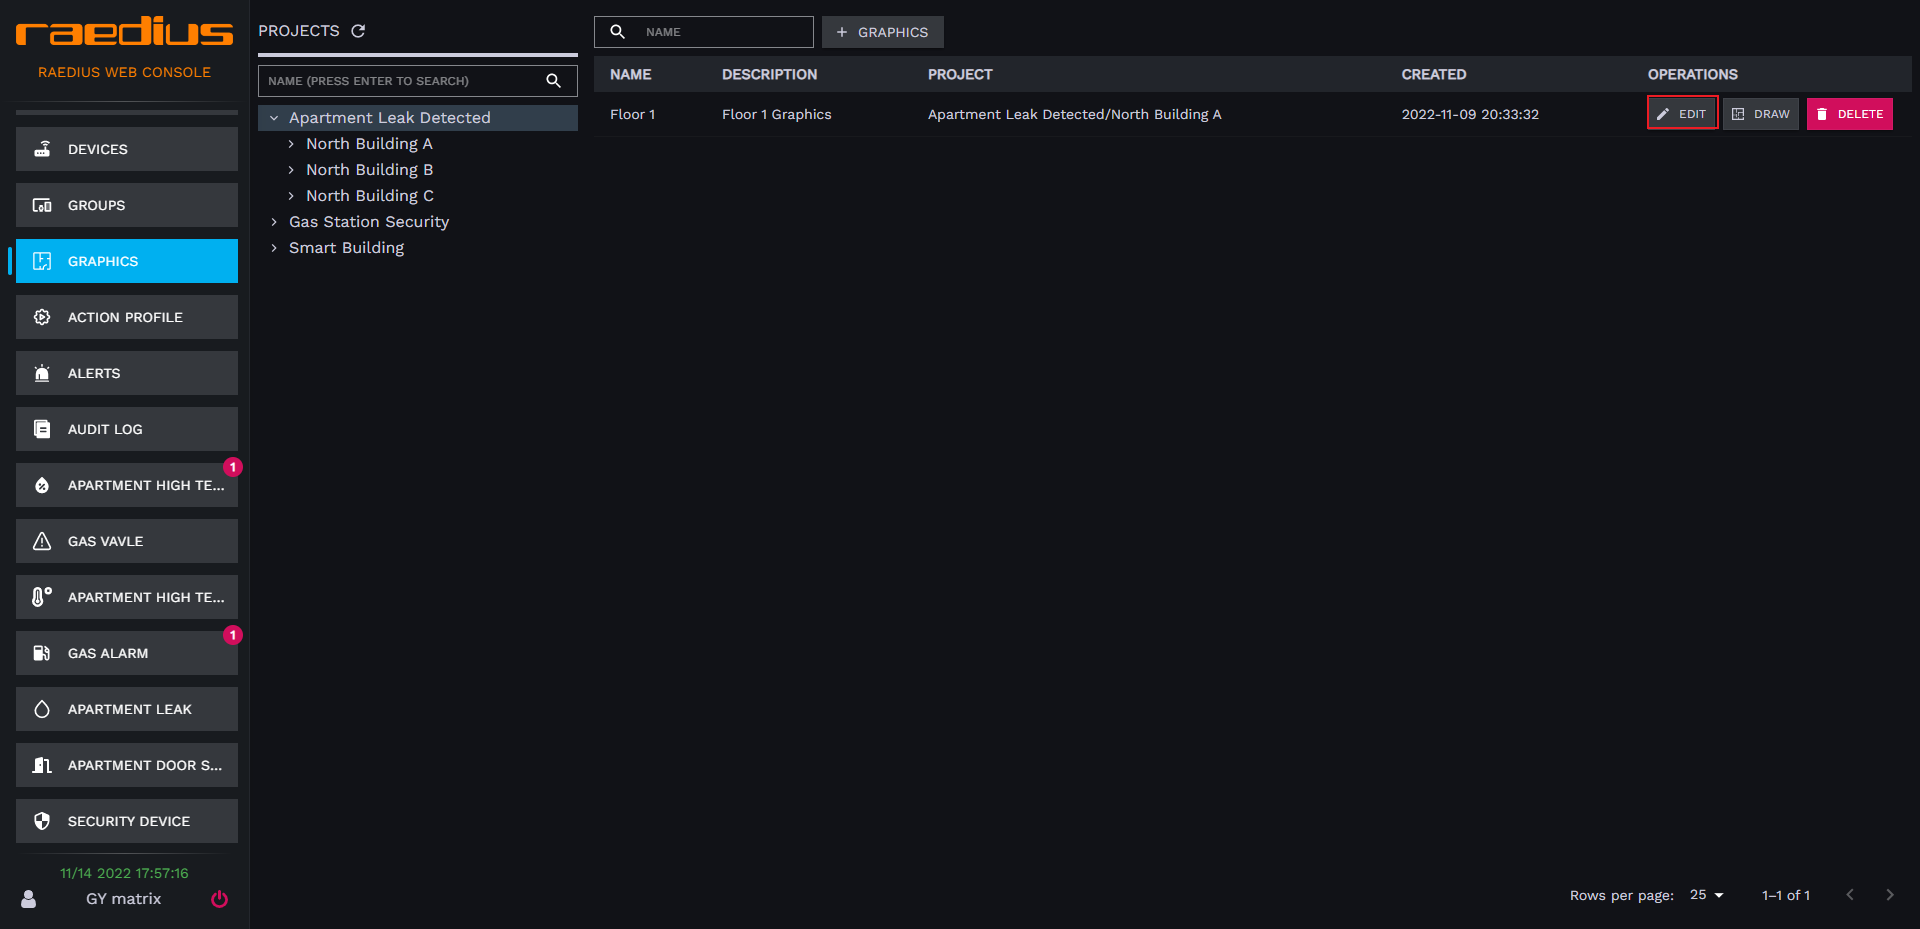 raedius
RAEDIUS WEB CONSOLE
DEVICES
GROUPS
GRAPHICS
ACTION PROFILE
ALERTS
AUDIT LOG
1
APARTMENT HIGH TE...
GAS VAVLE
APARTMENT HIGH TE...
1
GAS ALARM
APARTMENT LEAK
APARTMENT DOOR S...
SECURITY DEVICE
11/14 2022 17:57:16
GY matrix
PROJECTS
NAME (PRESS ENTER TO SEARCH)
Apartment Leak Detected
North Building A
North Building B
North Building C
Gas Station Security
Smart Building
NAME
+ GRAPHICS
NAME DESCRIPTION PROJECT CREATED OPERATIONS
Floor 1 Floor 1 Graphics Apartment Leak Detected/North Building A 2022-11-09 20:33:32 EDIT DRAW DELETE
Rows per page: 25 1–1 of 1